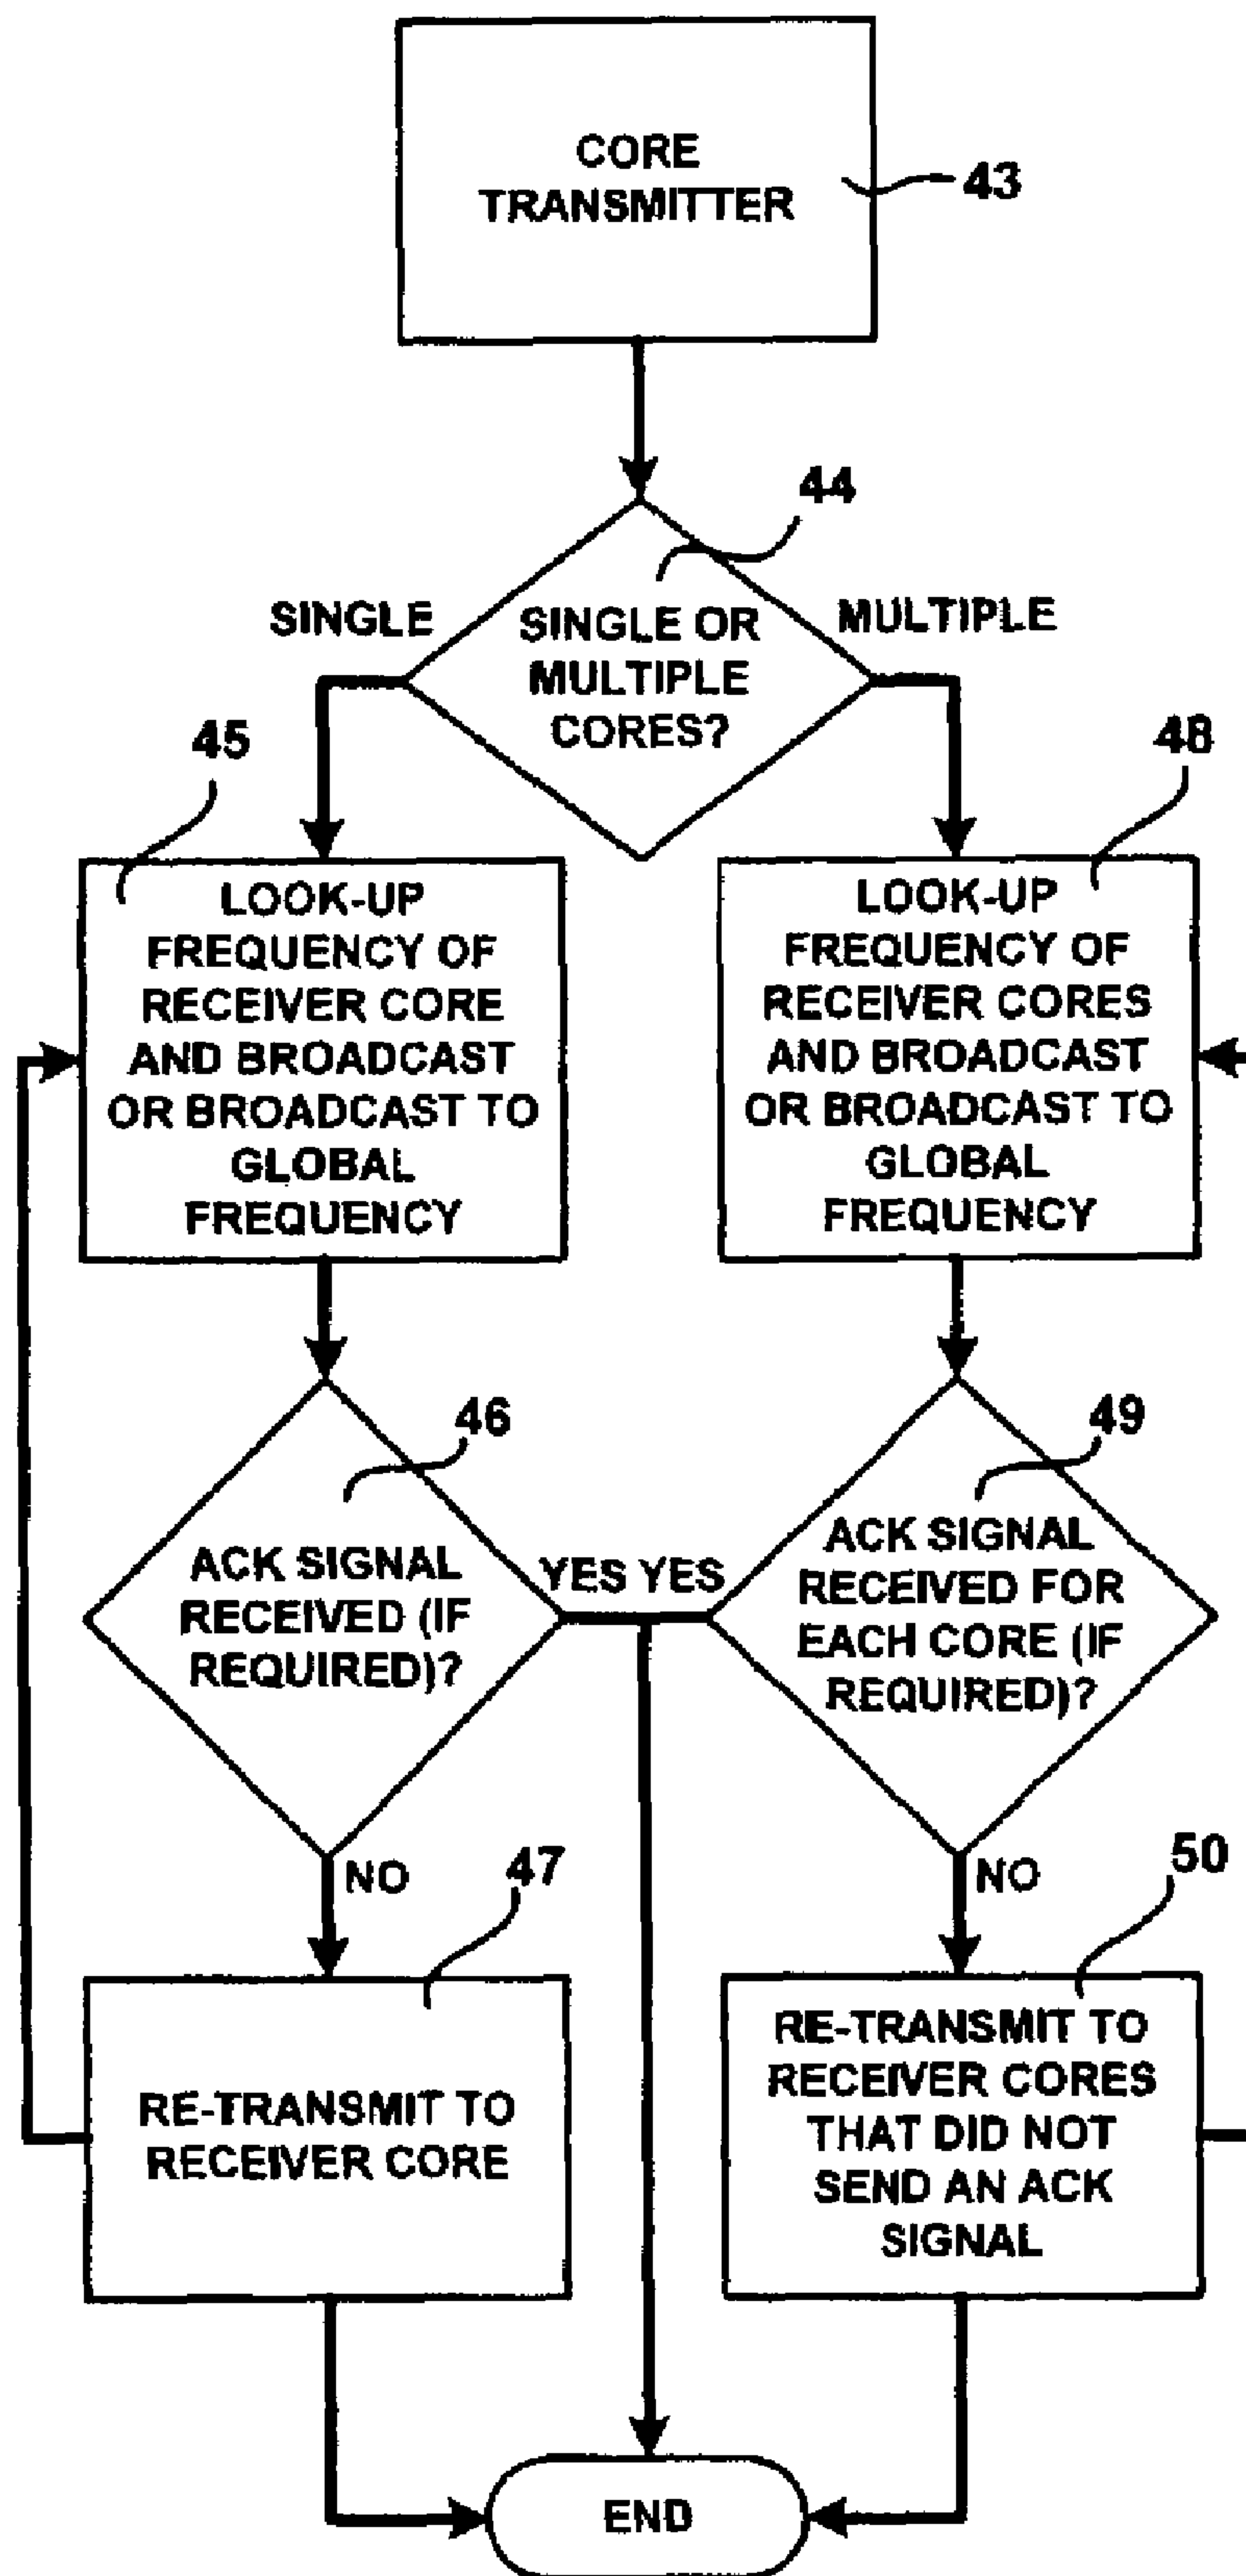 CORE
TRANSMITTER
43
44
SINGLE
SINGLE OR
MULTIPLE
CORES?
MULTIPLE
45
LOOK-UP
FREQUENCY OF
RECEIVER CORE
AND BROADCAST
OR BROADCAST TO
GLOBAL
FREQUENCY
48
LOOK-UP
FREQUENCY OF
RECEIVER CORES
AND BROADCAST
OR BROADCAST TO
GLOBAL
FREQUENCY
46
ACK SIGNAL
RECEIVED (IF
REQUIRED)?
YES YES
49
ACK SIGNAL
RECEIVED FOR
EACH CORE (IF
REQUIRED)?
NO
47
RE-TRANSMIT TO
RECEIVER CORE
NO
50
RE-TRANSMIT TO
RECEIVER CORES
THAT DID NOT
SEND AN ACK
SIGNAL
END